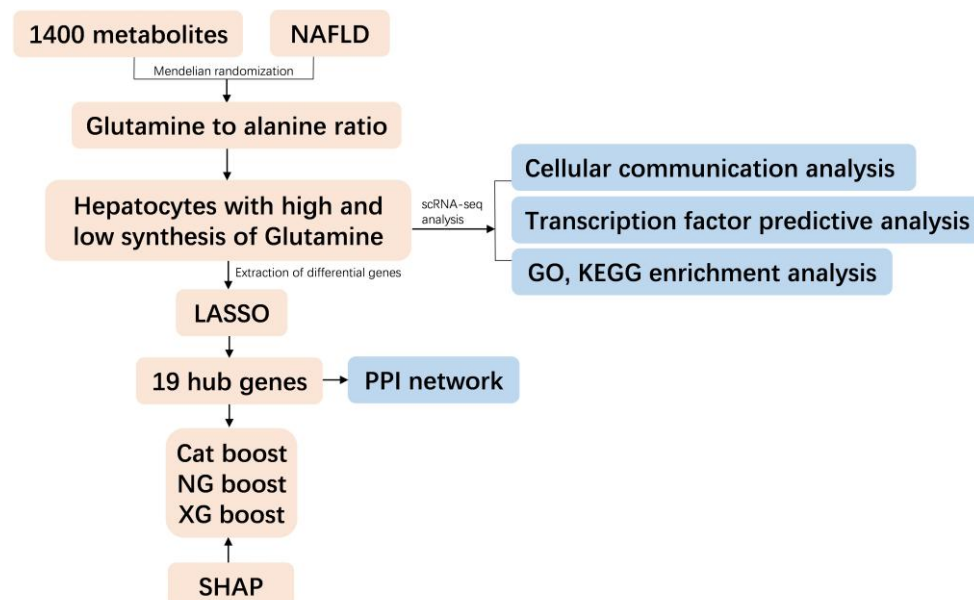 1400 metabolites
NAFLD
Mendelian randomization
Glutamine to alanine ratio
Hepatocytes with high and
low synthesis of Glutamine
scRNA-seq
analysis
Cellular communication analysis
Transcription factor predictive analysis
GO, KEGG enrichment analysis
Extraction of differential genes
LASSO
19 hub genes
PPI network
Cat boost
NG boost
XG boost
SHAP